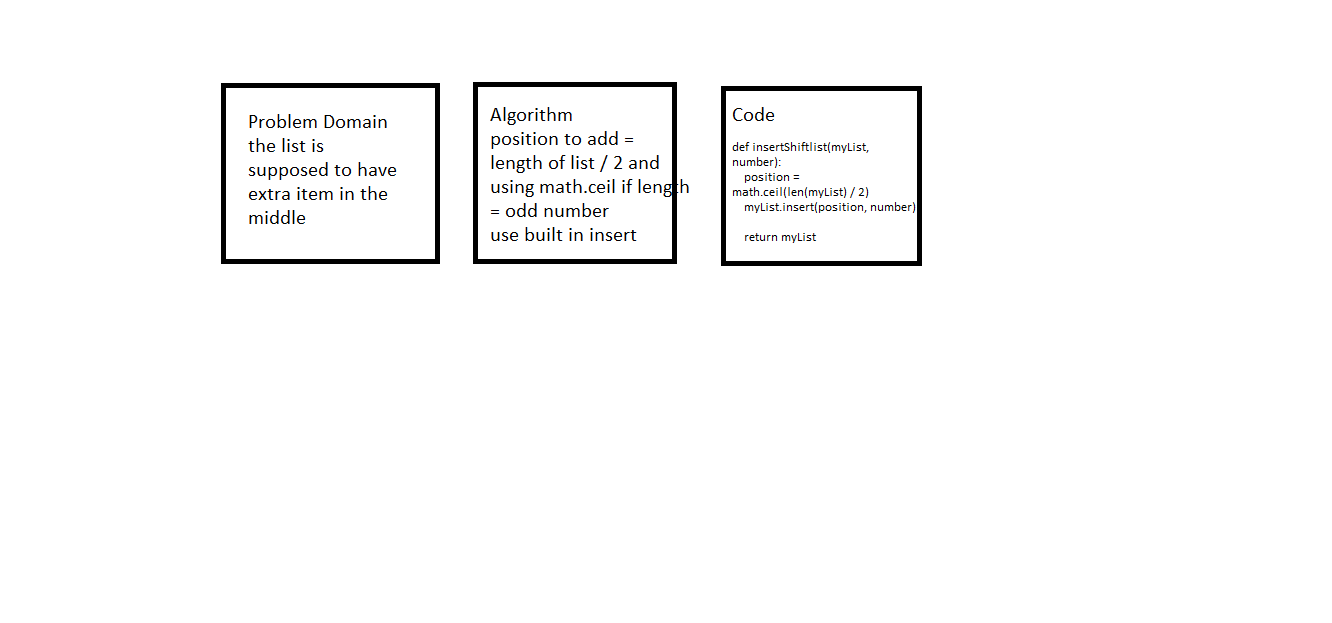 Problem Domain
the list is
supposed to have
extra item in the
middle
Algorithm
position to add =
length of list / 2 and
using math.ceil if length
= odd number
use built in insert
Code
def insertShiftlist(myList,
number):
position =
math.ceil(len(myList) / 2)
myList.insert(position, number)
return myList